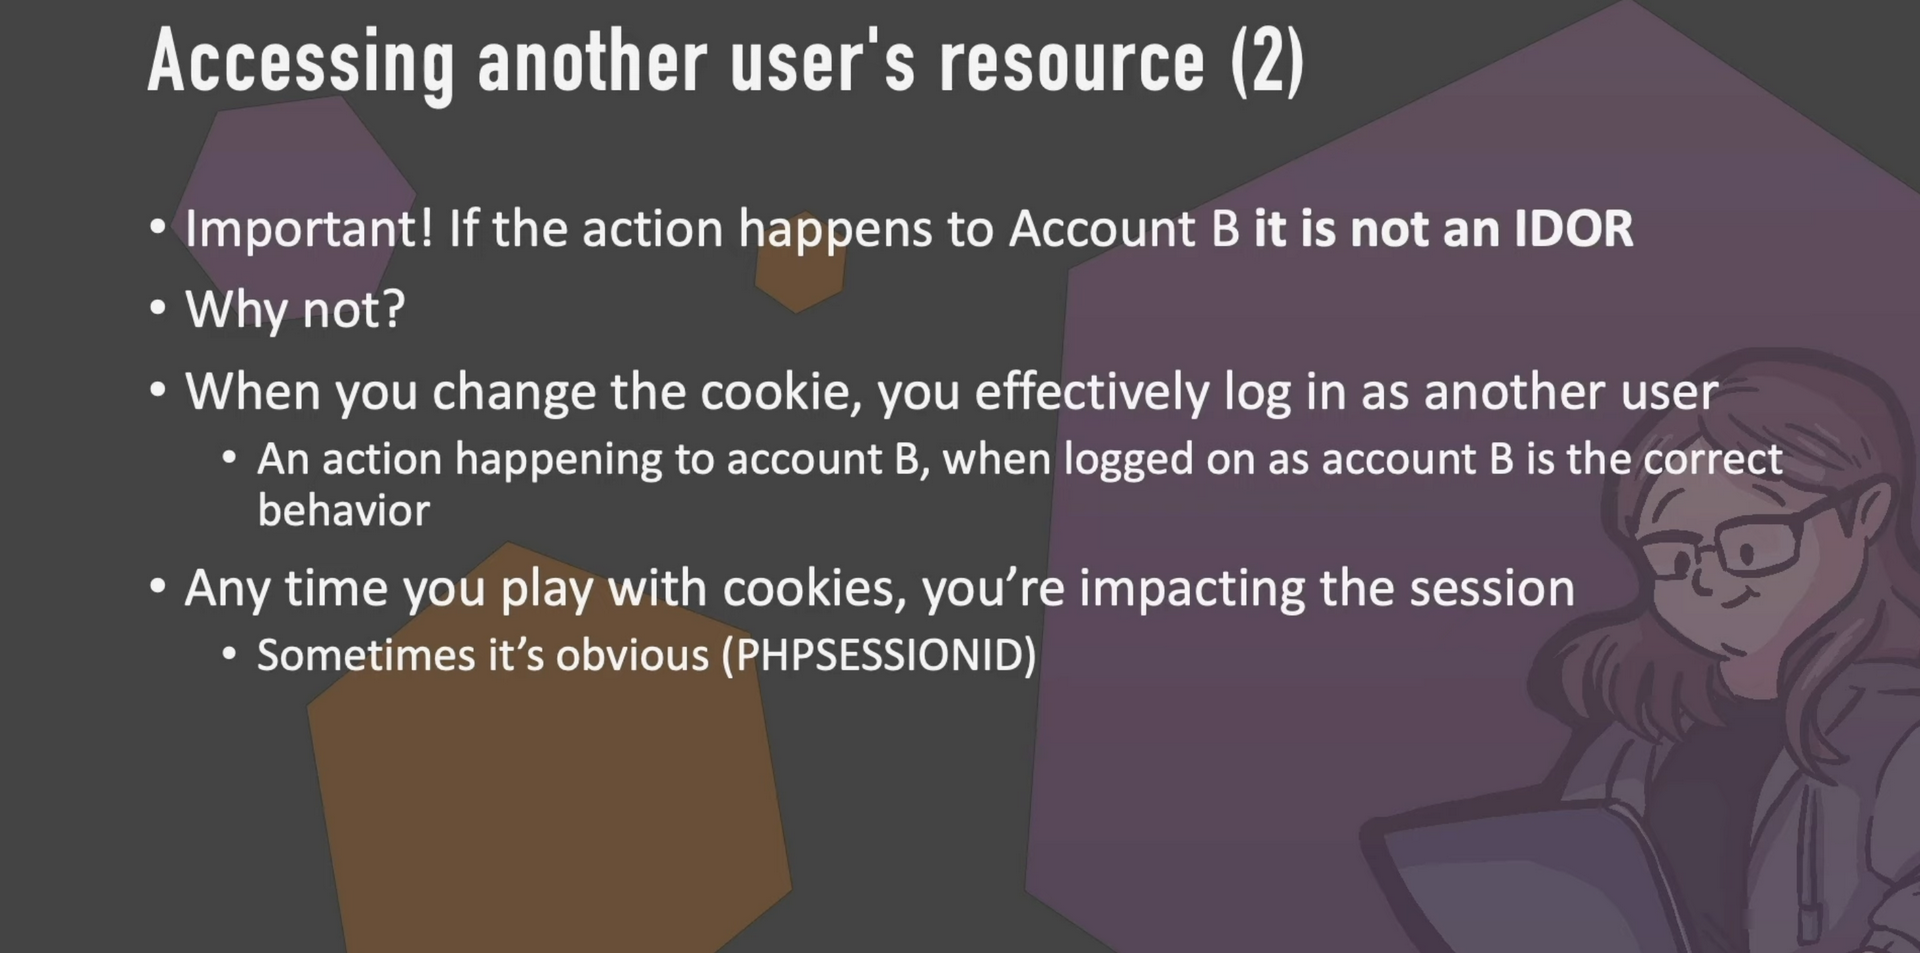 Accessing another user's resource (2)
• Important! If the action happens to Account B it is not an IDOR
• Why not?
• When you change the cookie, you effectively log in as another user
• An action happening to account B, when logged on as account B is the correct
behavior
• Any time you play with cookies, you’re impacting the session
• Sometimes it’s obvious (PHPSESSIONID)